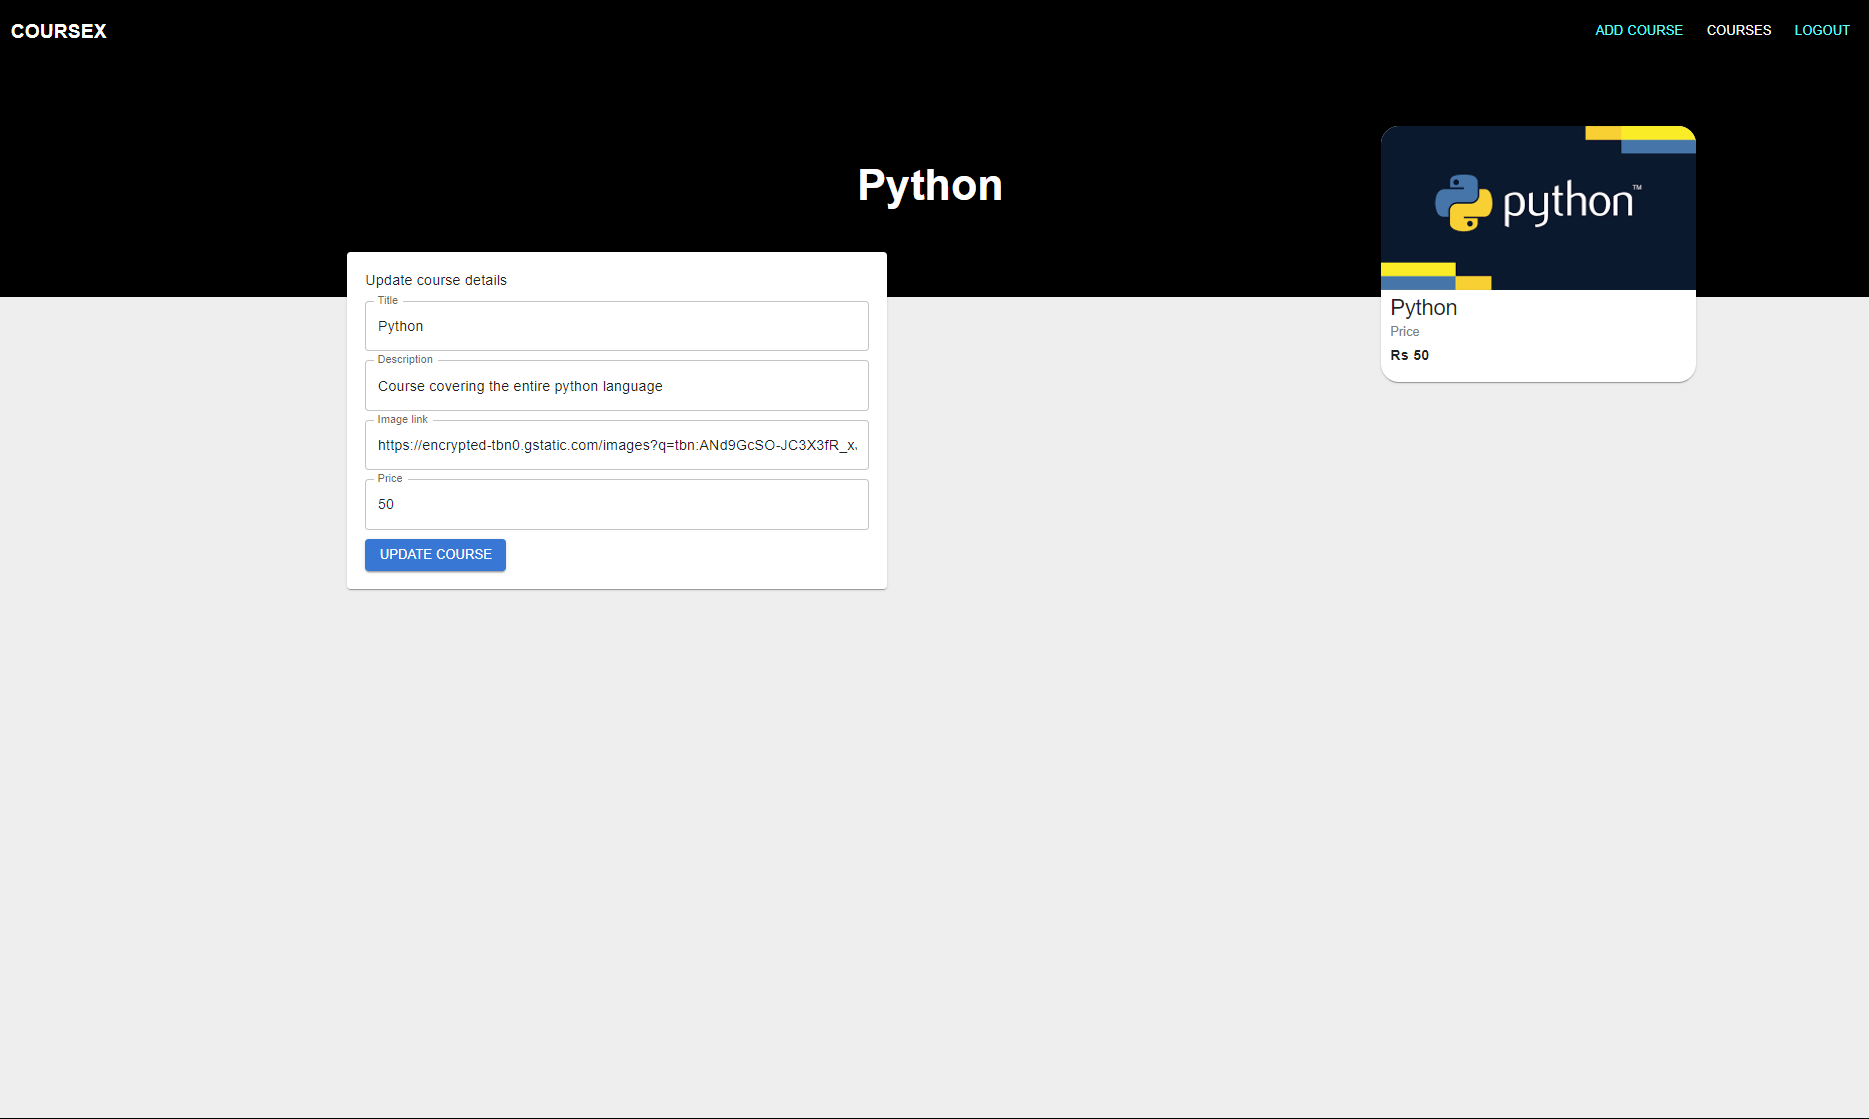 COURSEX
ADD COURSE COURSES LOGOUT
Python
python™
Python
Price
Rs 50
Update course details
Title
Python
Description
Course covering the entire python language
Image link
https://encrypted-tbn0.gstatic.com/images?q=tbn:ANd9GcSO-JC3X3fR_x
Price
50
UPDATE COURSE